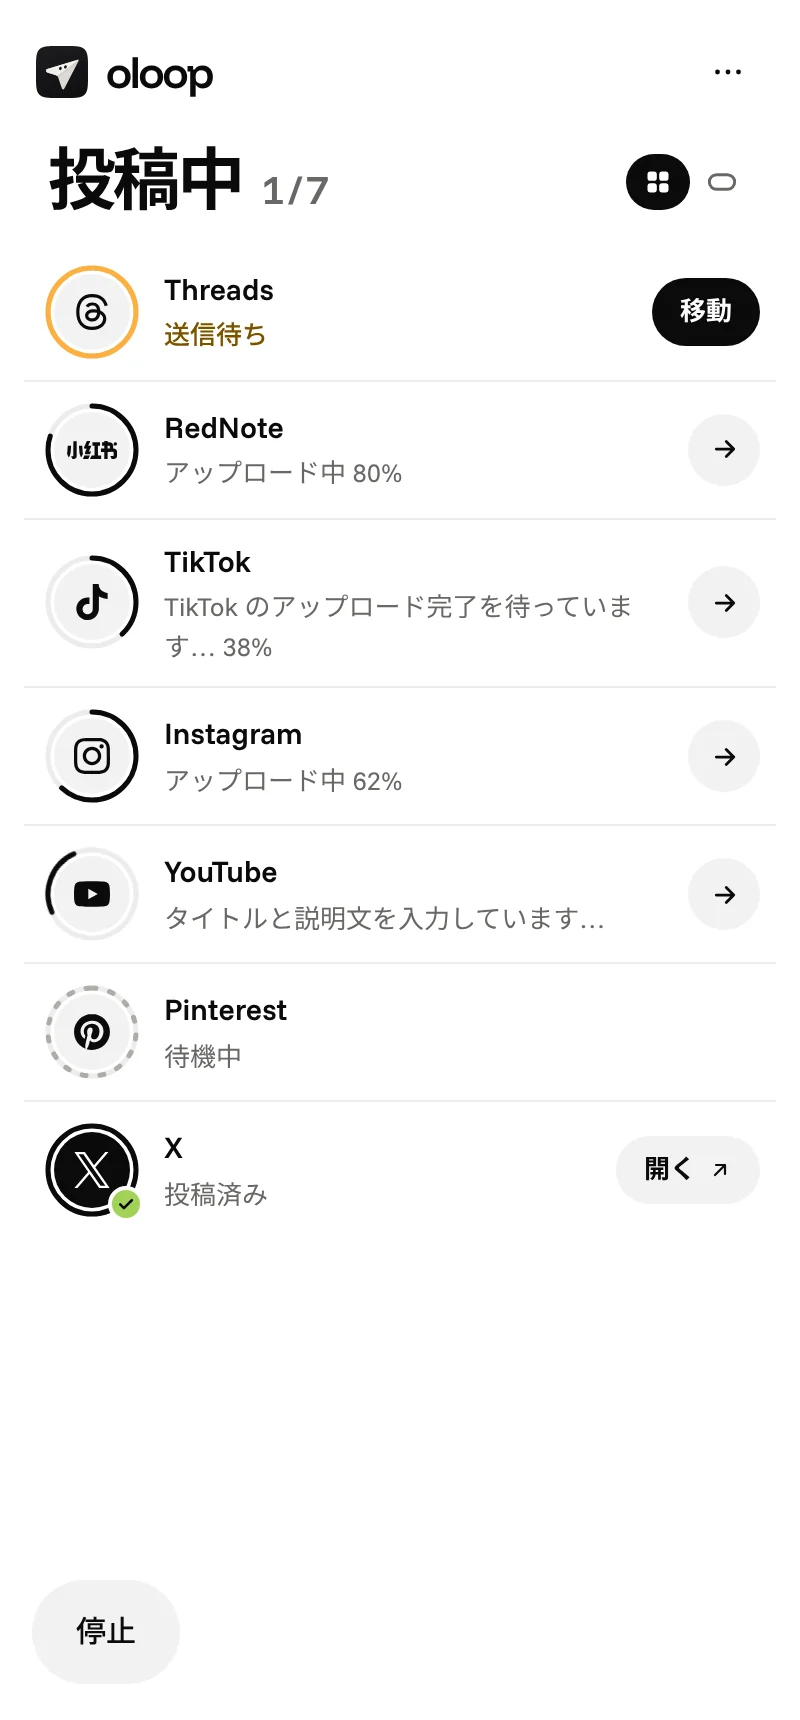 oloop
投稿中 1/7
Threads
送信待ち
移動
小红书
RedNote
アップロード中 80%
TikTok
TikTok のアップロード完了を待っていま
す... 38%
Instagram
アップロード中 62%
YouTube
タイトルと説明文を入力しています...
Pinterest
待機中
X
投稿済み
開く
停止